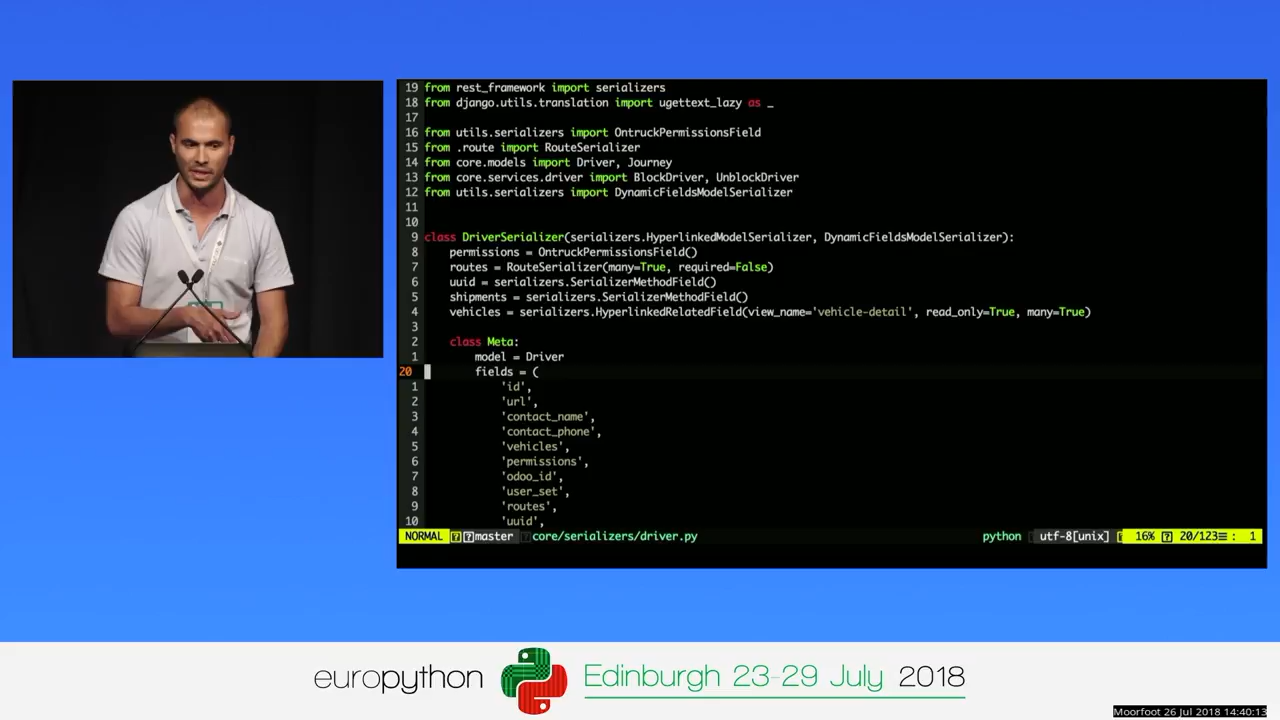 19 from rest_framework import serializers
18 from django.utils.translation import ugettext_lazy as _
17
16 from utils.serializers import OntruckPermissionsField
15 from .route import RouteSerializer
14 from core.models import Driver, Journey
13 from core.services.driver import BlockDriver, UnblockDriver
12 from utils.serializers import DynamicFieldsModelSerializer
11
10
9 class DriverSerializer(serializers.HyperlinkedModelSerializer, DynamicFieldsModelSerializer):
8 permissions = OntruckPermissionsField()
7 routes = RouteSerializer(many=True, required=False)
6 uuid = serializers.SerializerMethodField()
5 shipments = serializers.SerializerMethodField()
4 vehicles = serializers.HyperlinkedRelatedField(view_name='vehicle-detail', read_only=True, many=True)
3
2 class Meta:
1 model = Driver
20 fields = (
1 'id',
2 'url',
3 'contact_name',
4 'contact_phone',
5 'vehicles',
6 'permissions',
7 'odoo_id',
8 'user_set',
9 'routes',
10 'uuid',
NORMAL master core/serializers/driver.py python utf-8[unix] 16% 20/123≡ : 1
europython Edinburgh 23-29 July 2018
Moorfoot 26 Jul 2018 14:40:13